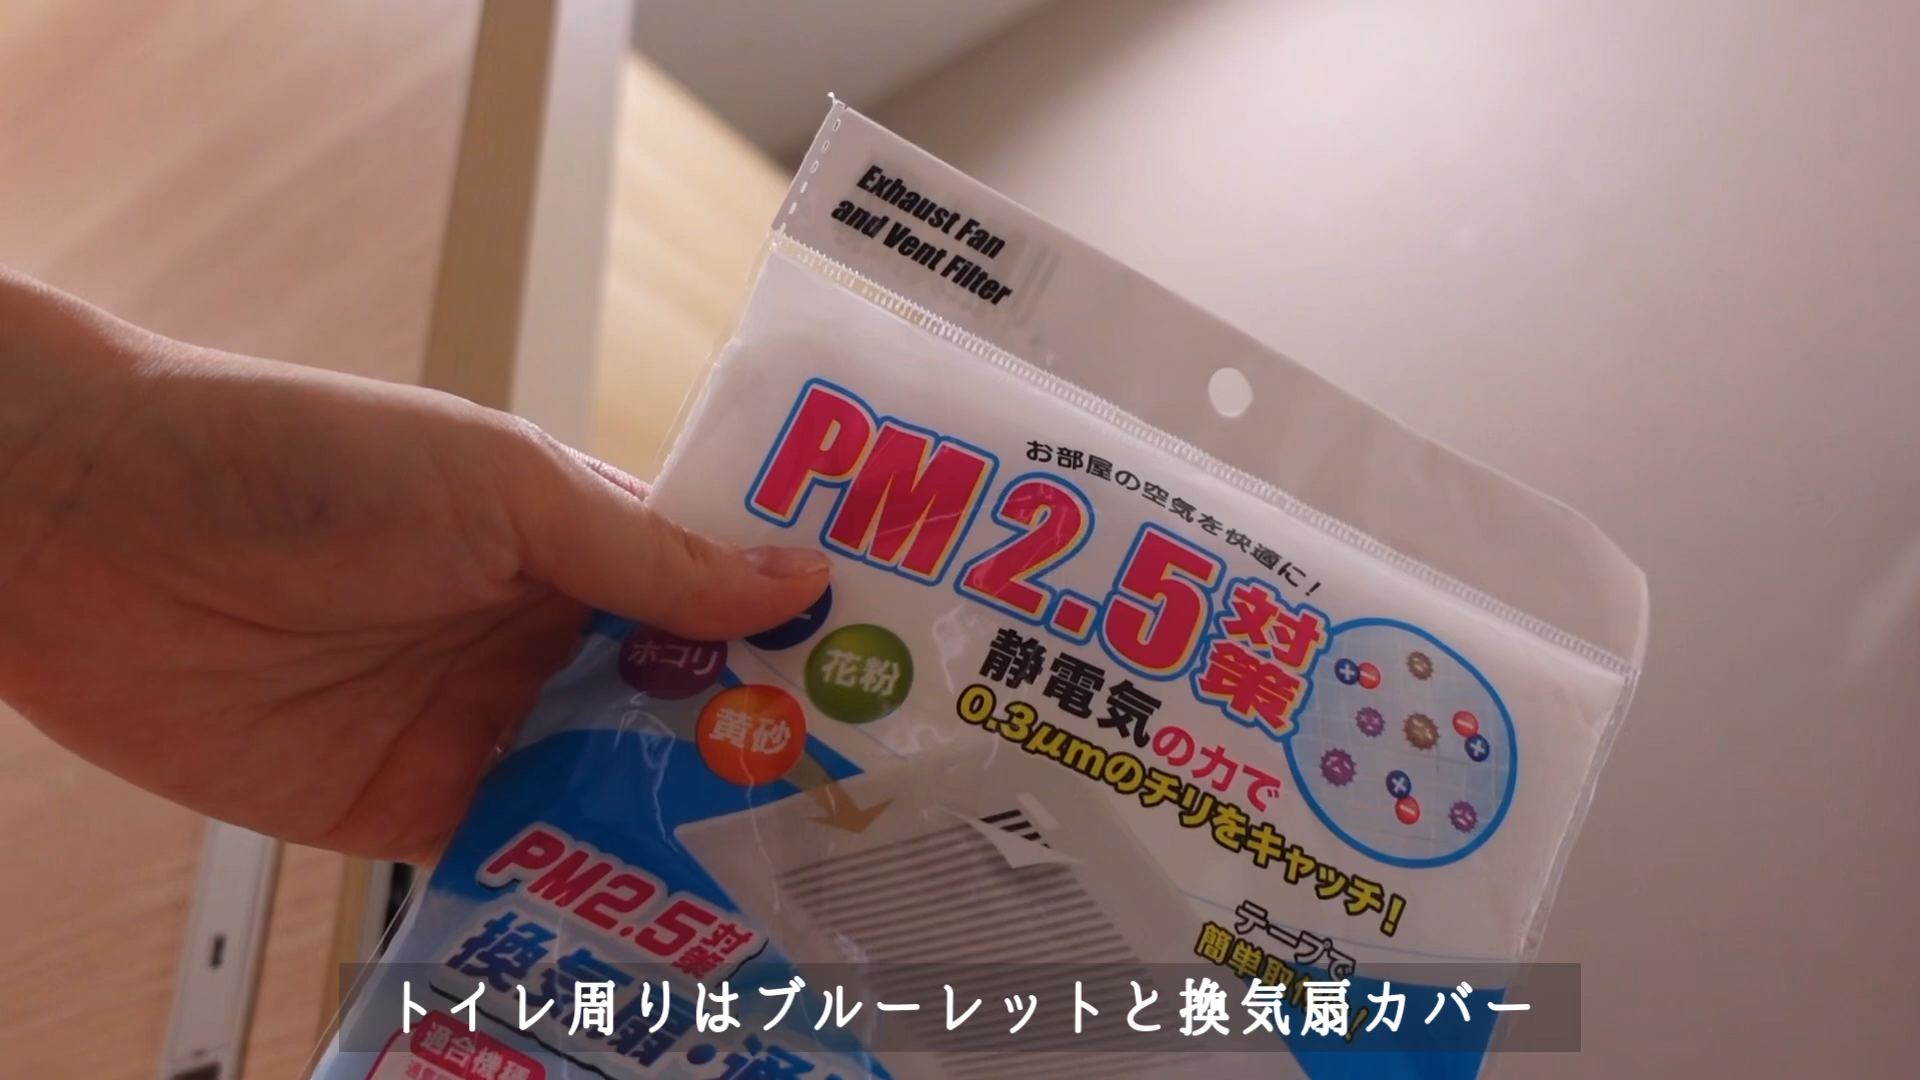 Exhaust Fan
and Vent Filter
お部屋の空気を快適に!
PM2.5対策
静電気の力で
0.3μmのチリをキャッチ!
ホコリ
花粉
黄砂
テープで
簡単取付!
PM2.5対策
換気扇・通
適合機種
トイレ周りはブルーレットと換気扇カバー